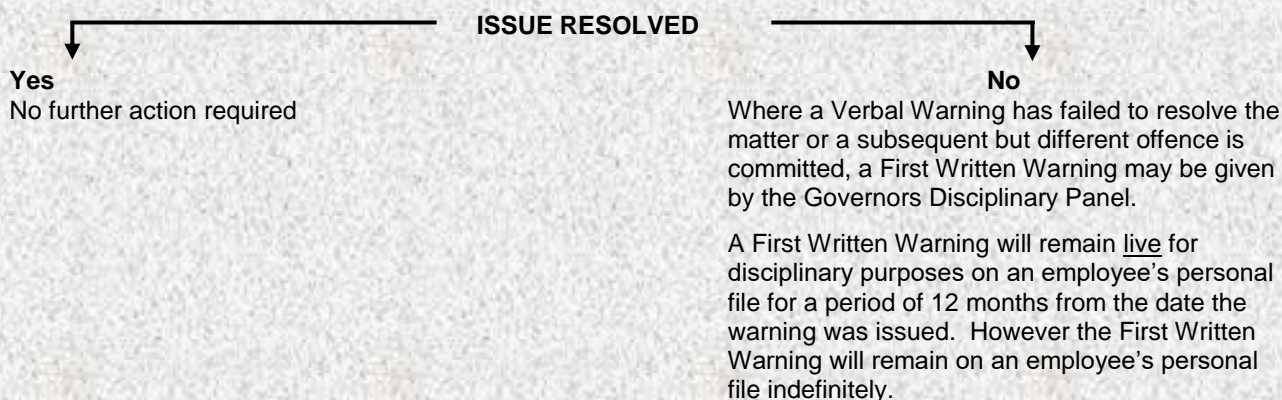 ISSUE RESOLVED
Yes
No further action required
No
Where a Verbal Warning has failed to resolve the
matter or a subsequent but different offence is
committed, a First Written Warning may be given
by the Governors Disciplinary Panel.
A First Written Warning will remain live for
disciplinary purposes on an employee’s personal
file for a period of 12 months from the date the
warning was issued.  However the First Written
Warning will remain on an employee’s personal
file indefinitely.